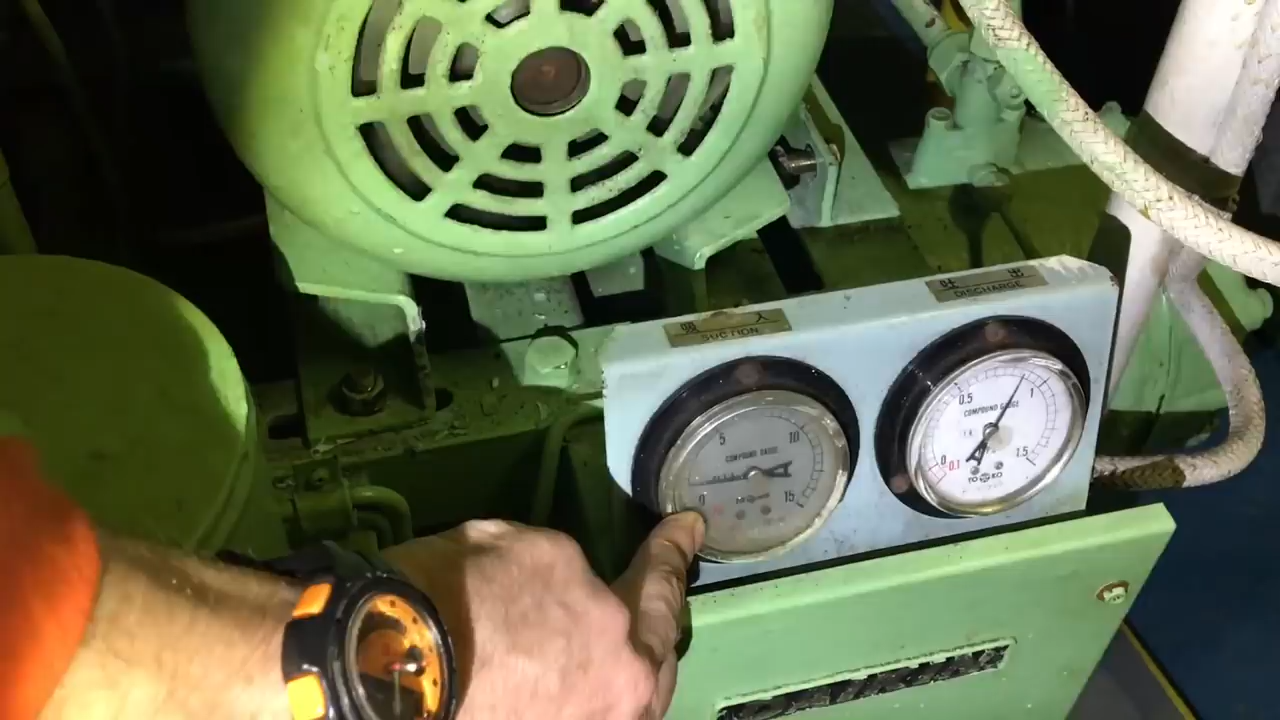 吸 入
SUCTION
吐 出
DISCHARGE
5 10
COMPOUND GAUGE
0 15
0.5 1
COMPOUND GAUGE
0 0.1 1.5
TOKO